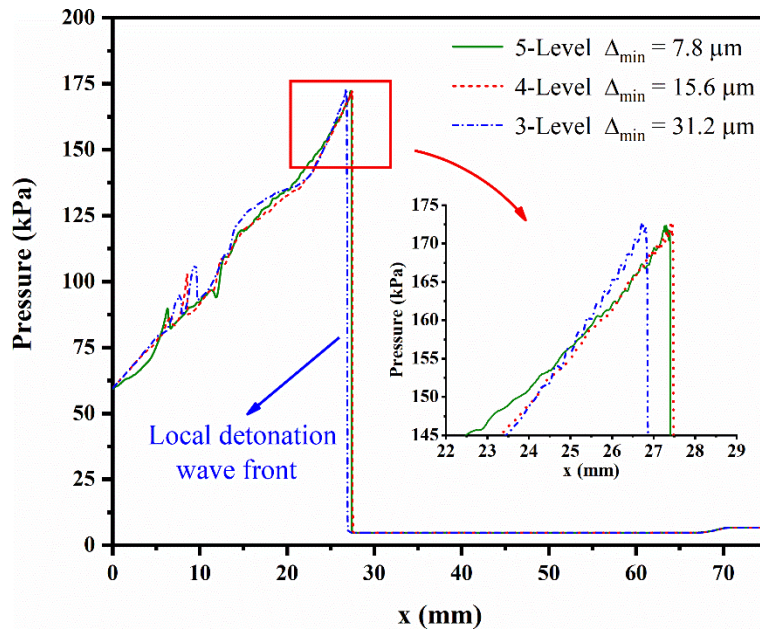 200
175
150
125
100
75
50
25
0
Pressure (kPa)
5-Level Δmin = 7.8 μm
4-Level Δmin = 15.6 μm
3-Level Δmin = 31.2 μm
Local detonation
wave front
175
170
165
160
155
150
145
Pressure (kPa)
22 23 24 25 26 27 28 29
x (mm)
0 10 20 30 40 50 60 70
x (mm)